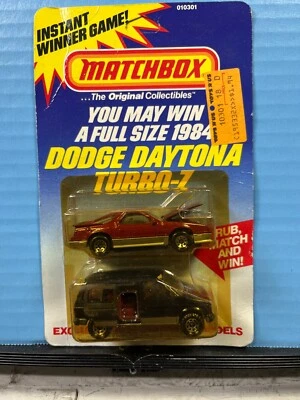 010301
INSTANT
WINNER GAME!
MATCHBOX
...The Original Collectibles™
YOU MAY WIN
A FULL SIZE 1984
DODGE DAYTONA
TURBO-Z
RUB,
MATCH
AND
WIN!